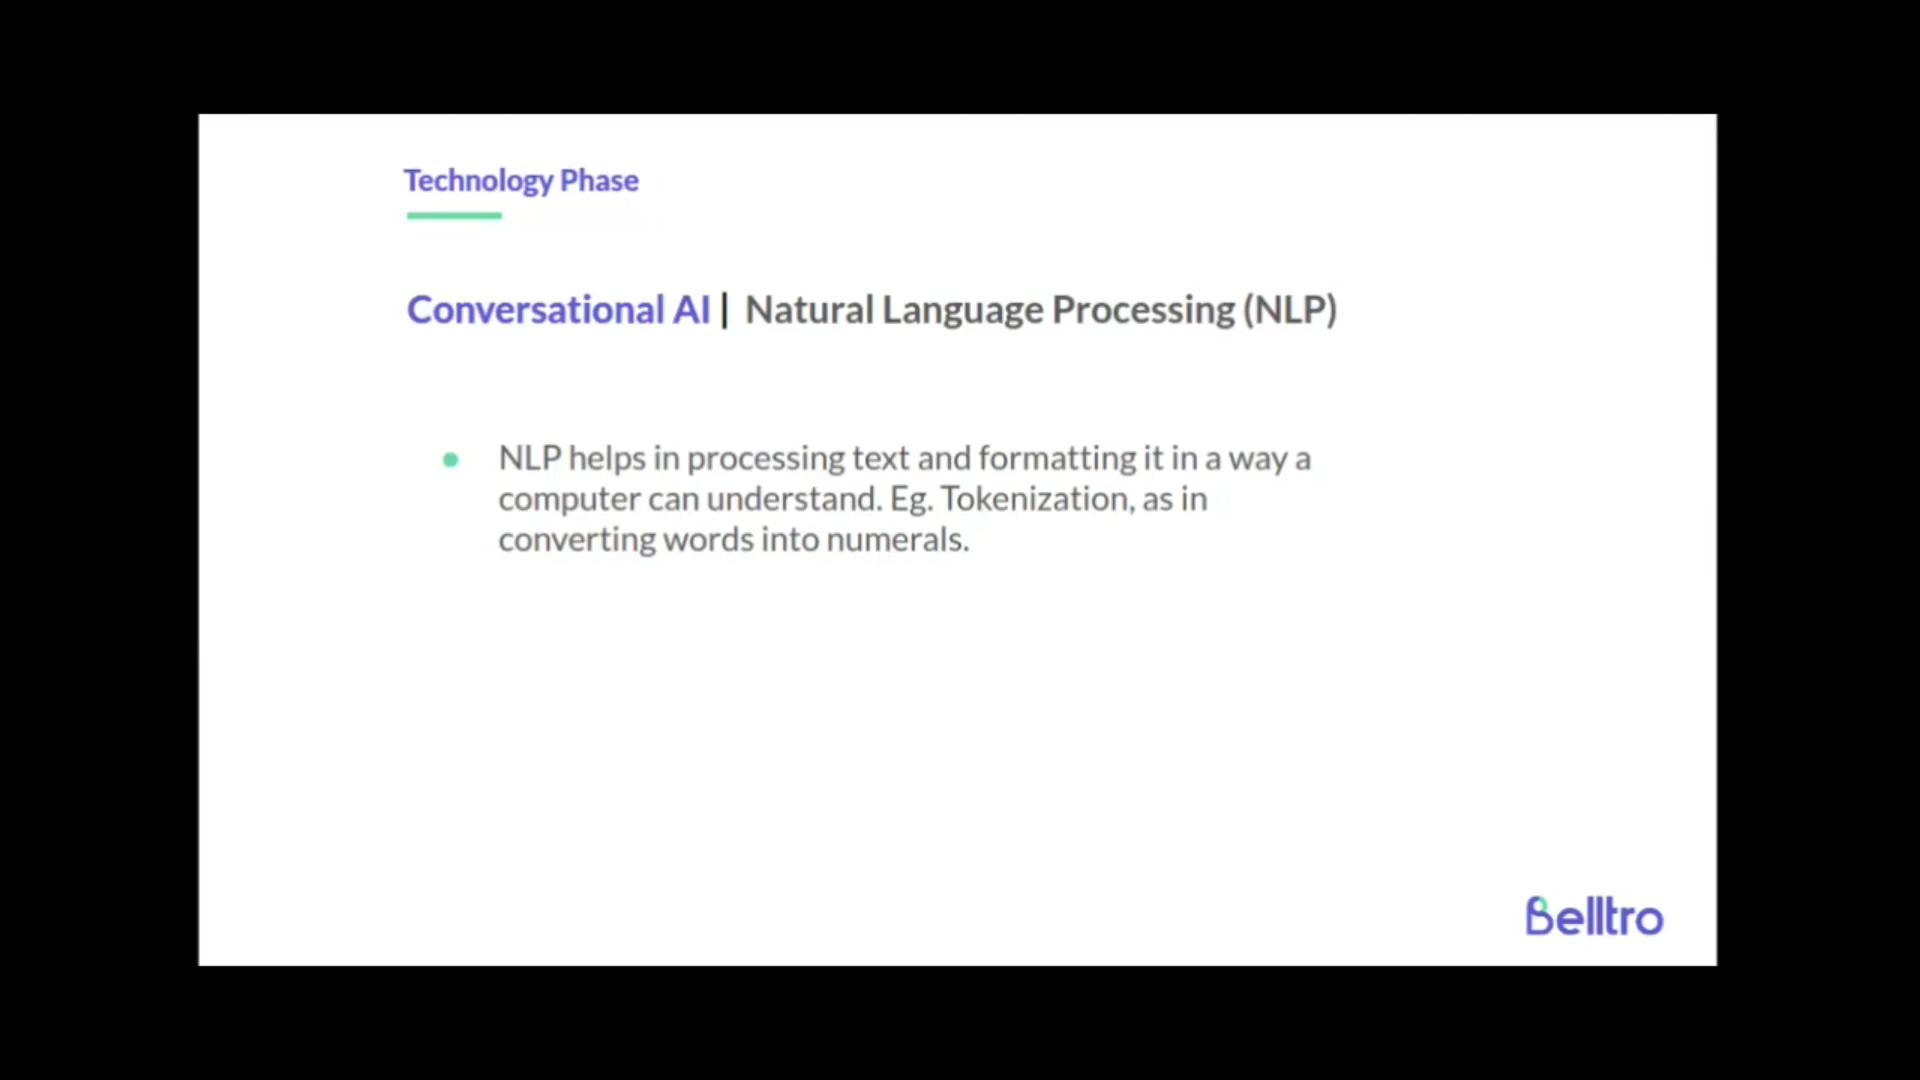 Technology Phase
Conversational AI | Natural Language Processing (NLP)
NLP helps in processing text and formatting it in a way a
computer can understand. Eg. Tokenization, as in
converting words into numerals.
Belltro